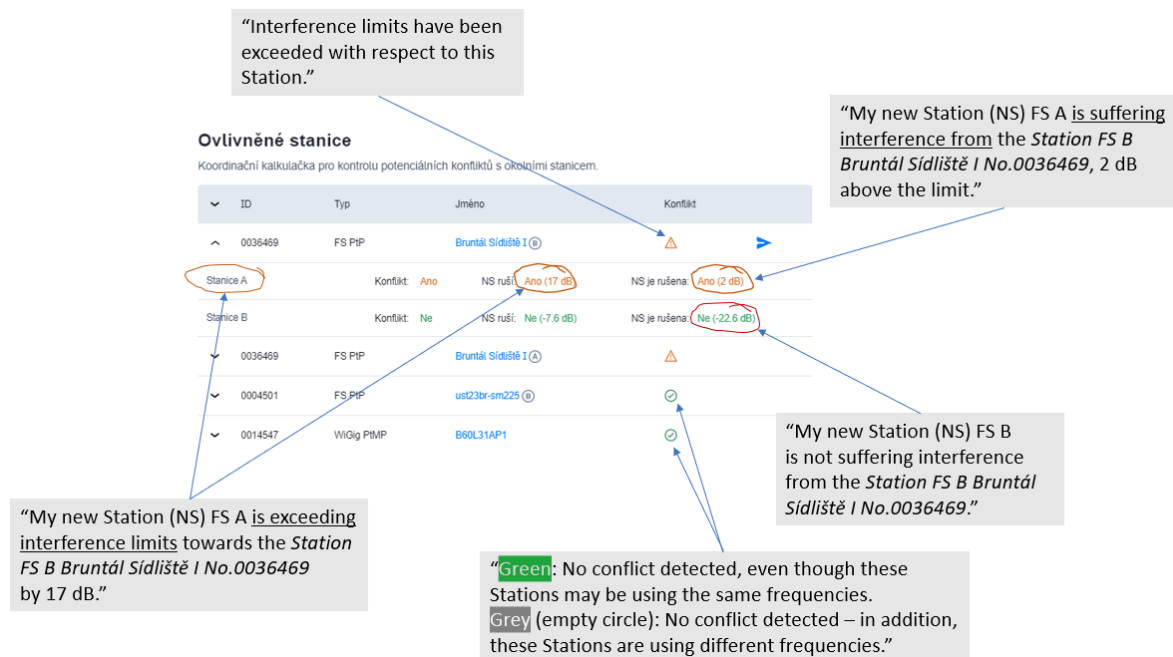 “Interference limits have been
exceeded with respect to this
Station.”
“My new Station (NS) FS A is suffering
interference from the Station FS B
Bruntál Sídliště I No.0036469, 2 dB
above the limit.”
Ovlivněné stanice
Koordinační kalkulačka pro kontrolu potenciálních konfliktů s okolními stanicem.
ID Typ Jméno Konflikt
0036469 FS PtP Bruntál Sídliště I B
Stanice A Konflikt: Ano NS ruší: Ano (17 dB) NS je rušena: Ano (2 dB)
Stanice B Konflikt: Ne NS ruší: Ne (-7.6 dB) NS je rušena: Ne (-22.6 dB)
0036469 FS PtP Bruntál Sídliště I A
0004501 FS PtP ust23br-sm225 B
0014547 WiGig PtMP B60L31AP1
“My new Station (NS) FS B
is not suffering interference
from the Station FS B Bruntál
Sídliště I No.0036469.”
“My new Station (NS) FS A is exceeding
interference limits towards the Station
FS B Bruntál Sídliště I No.0036469
by 17 dB.”
“Green: No conflict detected, even though these
Stations may be using the same frequencies.
Grey (empty circle): No conflict detected – in addition,
these Stations are using different frequencies.”